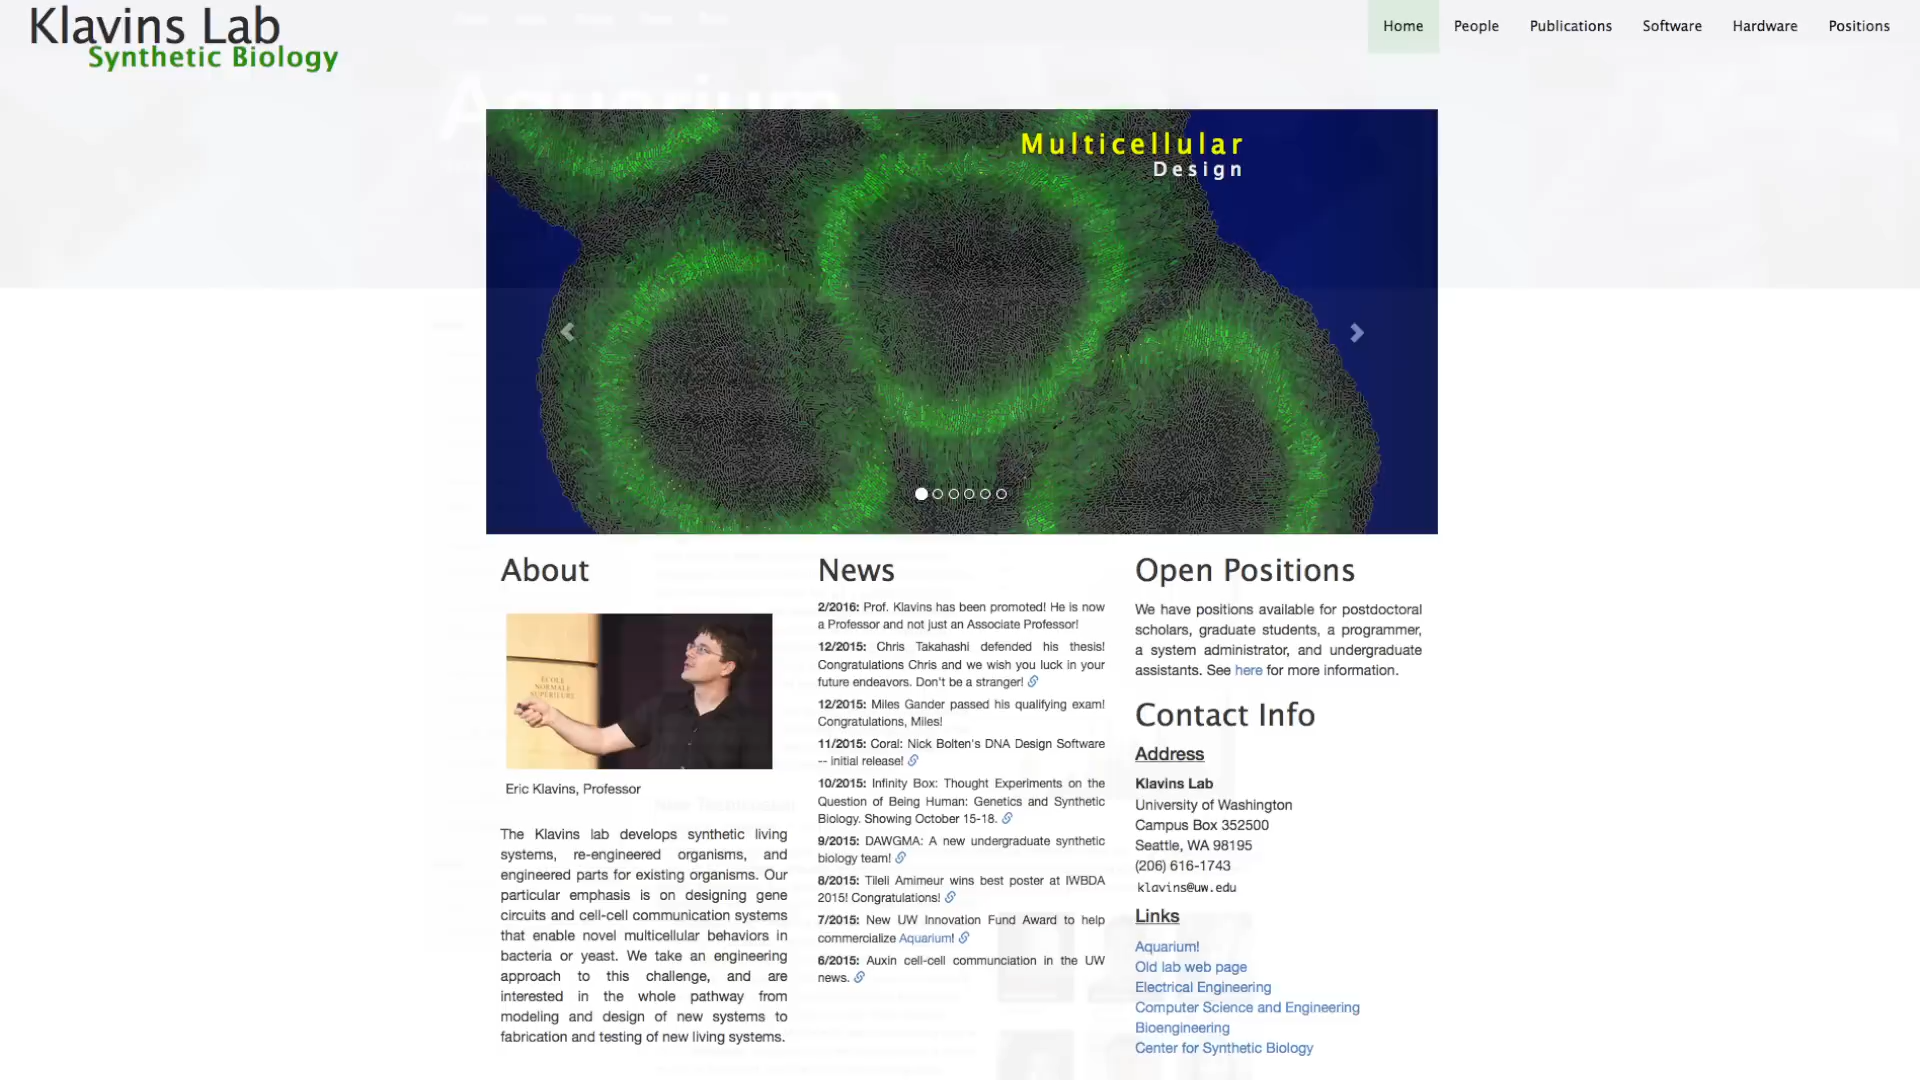 Klavins Lab
Synthetic Biology
Home People Publications Software Hardware Positions
Aquarium
Multicellular
Design
About
ECOLE
NORMALE
SUPERIEURE
Eric Klavins, Professor
The Klavins lab develops synthetic living
systems, re-engineered organisms, and
engineered parts for existing organisms. Our
particular emphasis is on designing gene
circuits and cell-cell communication systems
that enable novel multicellular behaviors in
bacteria or yeast. We take an engineering
approach to this challenge, and are
interested in the whole pathway from
modeling and design of new systems to
fabrication and testing of new living systems.
News
2/2016: Prof. Klavins has been promoted! He is now
a Professor and not just an Associate Professor!
12/2015: Chris Takahashi defended his thesis!
Congratulations Chris and we wish you luck in your
future endeavors. Don't be a stranger!
12/2015: Miles Gander passed his qualifying exam!
Congratulations, Miles!
11/2015: Coral: Nick Bolten's DNA Design Software
-- initial release!
10/2015: Infinity Box: Thought Experiments on the
Question of Being Human: Genetics and Synthetic
Biology. Showing October 15-18.
9/2015: DAWGMA: A new undergraduate synthetic
biology team!
8/2015: Tileli Amimeur wins best poster at IWBDA
2015! Congratulations!
7/2015: New UW Innovation Fund Award to help
commercialize Aquarium!
6/2015: Auxin cell-cell communciation in the UW
news.
Open Positions
We have positions available for postdoctoral
scholars, graduate students, a programmer,
a system administrator, and undergraduate
assistants. See here for more information.
Contact Info
Address
Klavins Lab
University of Washington
Campus Box 352500
Seattle, WA 98195
(206) 616-1743
klavins@uw.edu
Links
Aquarium!
Old lab web page
Electrical Engineering
Computer Science and Engineering
Bioengineering
Center for Synthetic Biology